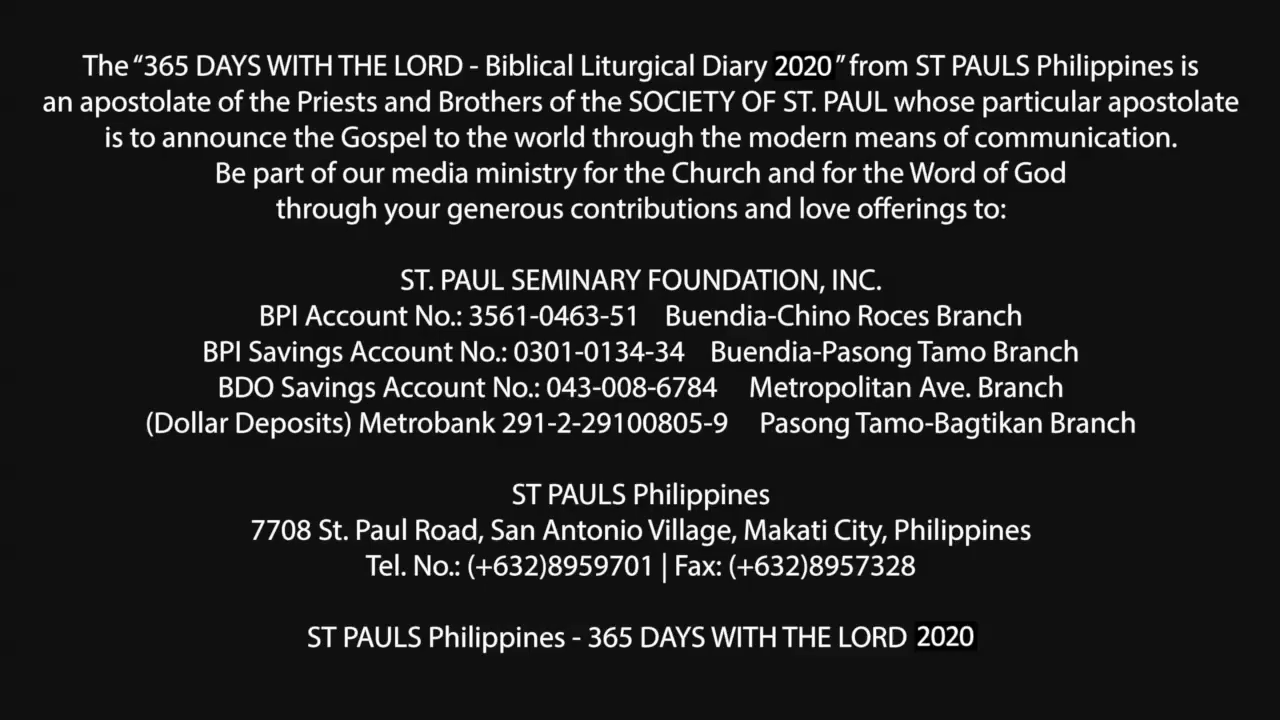 The “365 DAYS WITH THE LORD - Biblical Liturgical Diary 2020” from ST PAULS Philippines is
an apostolate of the Priests and Brothers of the SOCIETY OF ST. PAUL whose particular apostolate
is to announce the Gospel to the world through the modern means of communication.
Be part of our media ministry for the Church and for the Word of God
through your generous contributions and love offerings to:
ST. PAUL SEMINARY FOUNDATION, INC.
BPI Account No.: 3561-0463-51 Buendia-Chino Roces Branch
BPI Savings Account No.: 0301-0134-34 Buendia-Pasong Tamo Branch
BDO Savings Account No.: 043-008-6784 Metropolitan Ave. Branch
(Dollar Deposits) Metrobank 291-2-29100805-9 Pasong Tamo-Bagtikan Branch
ST PAULS Philippines
7708 St. Paul Road, San Antonio Village, Makati City, Philippines
Tel. No.: (+632)8959701 | Fax: (+632)8957328
ST PAULS Philippines - 365 DAYS WITH THE LORD 2020